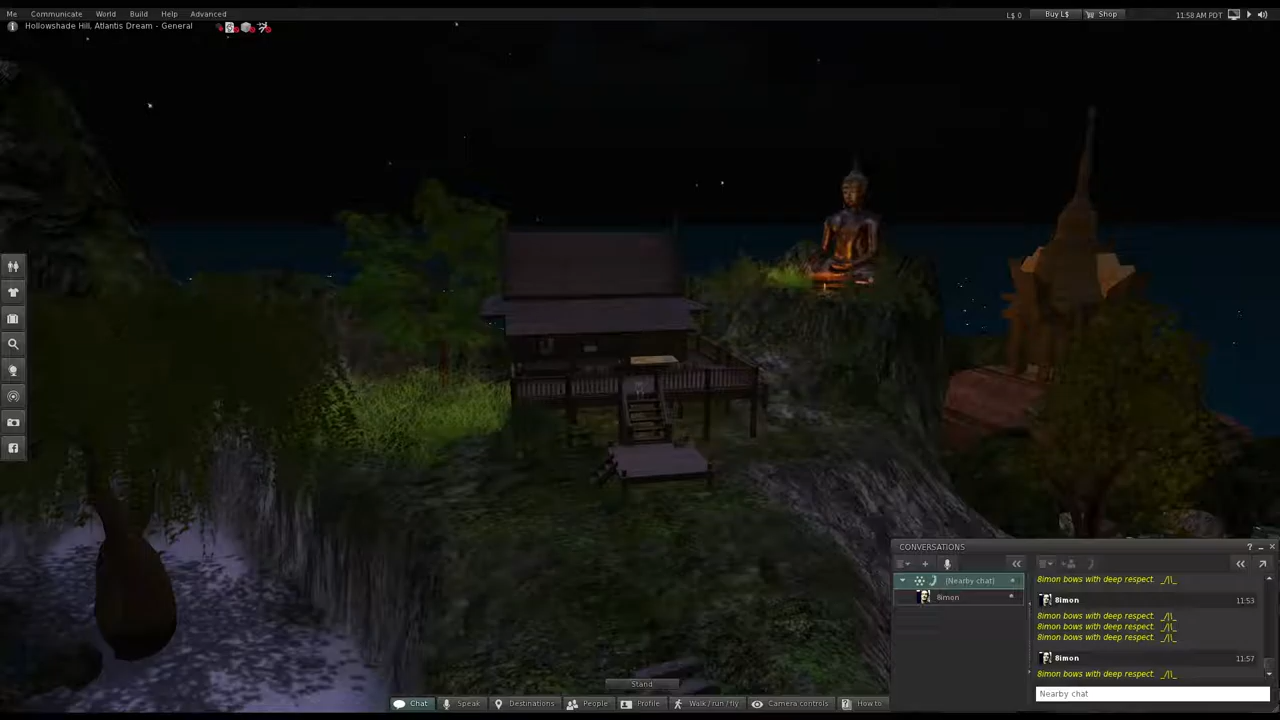 Me Communicate World Build Help Advanced L$ 0 Buy L$ Shop 11:58 AM PDT
Hollowshade Hill, Atlantis Dream - General
CONVERSATIONS
(Nearby chat)
8imon
8imon bows with deep respect. _/|\_
8imon 11:53
8imon bows with deep respect. _/|\_
8imon bows with deep respect. _/|\_
8imon bows with deep respect. _/|\_
8imon 11:57
8imon bows with deep respect. _/|\_
Nearby chat
Stand
Chat Speak Destinations People Profile Walk / run / fly Camera controls How to